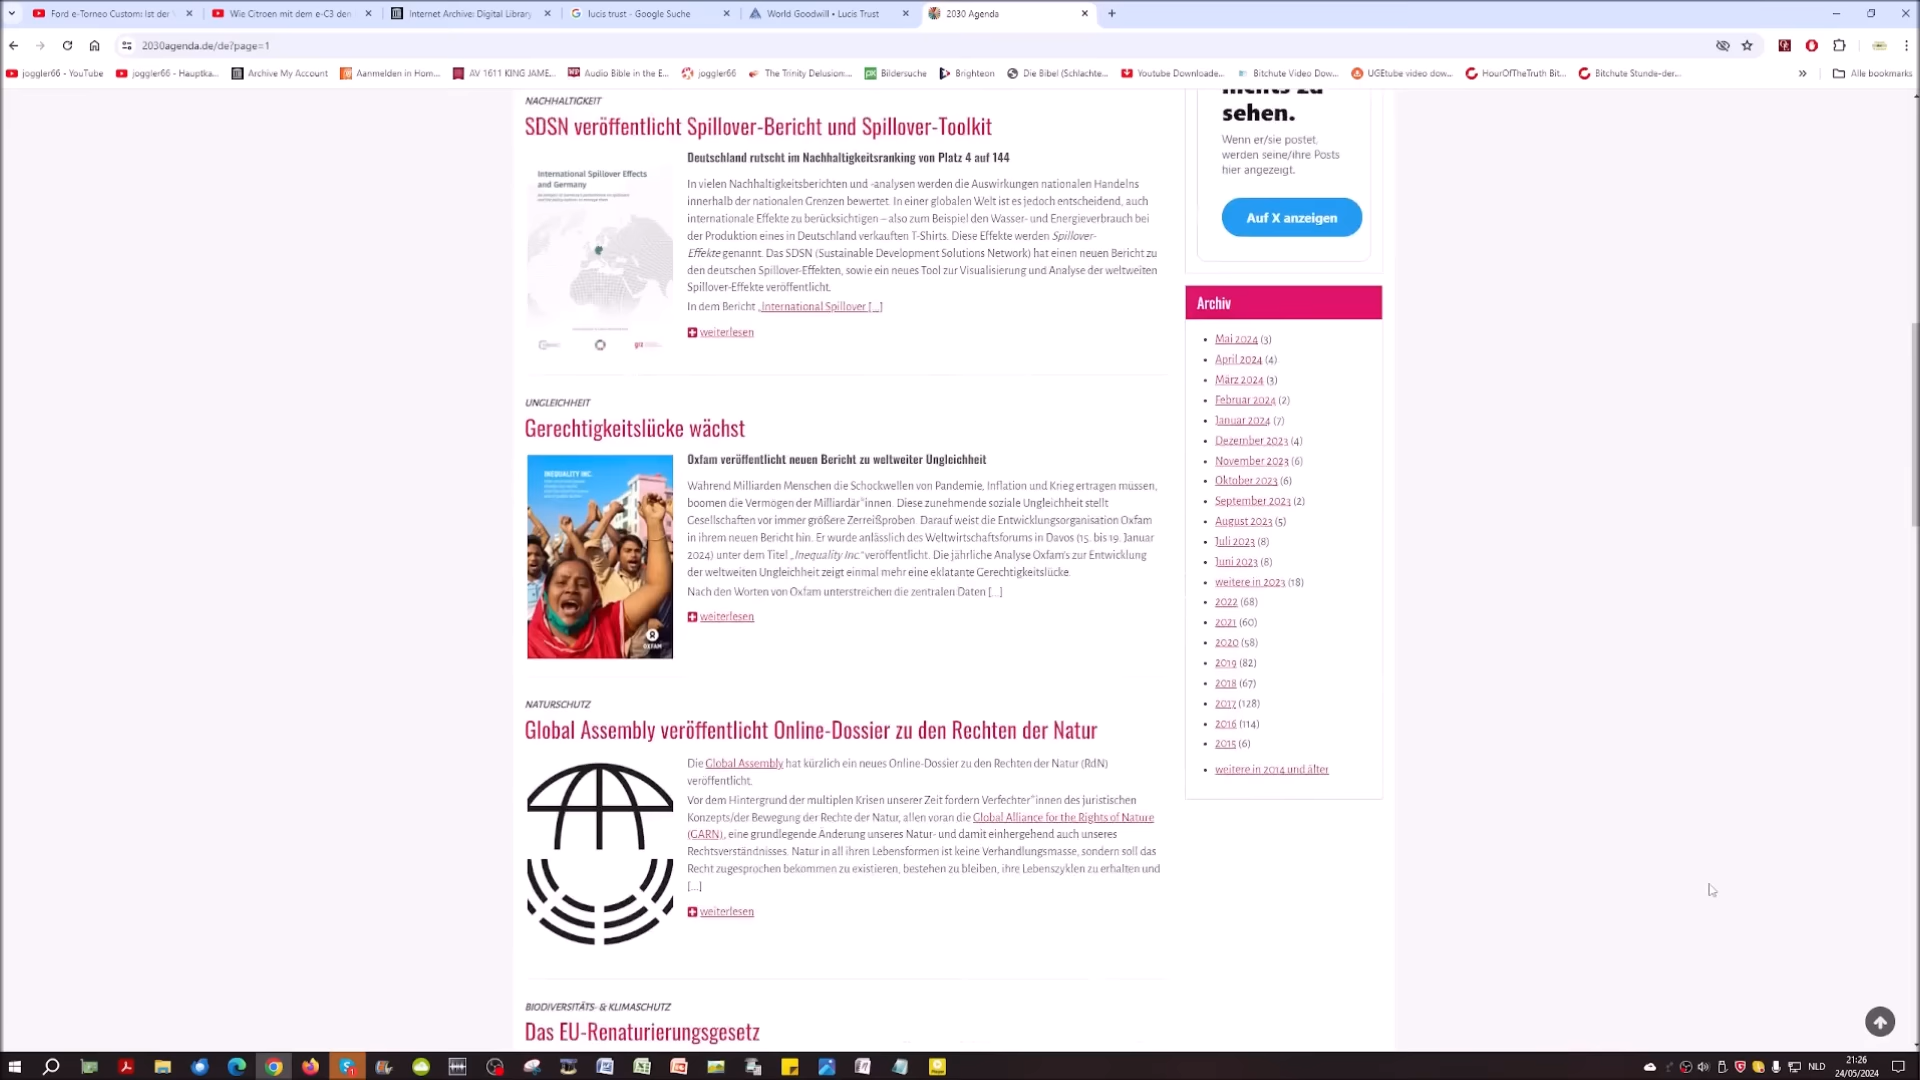 Ford e-Torneo Custom: Ist der
Wie Citroen mit dem e-C3 den
Internet Archive: Digital Library
lucis trust - Google Suche
World Goodwill • Lucis Trust
2030 Agenda
2030agenda.de/de?page=1
joggler66 - YouTube
joggler66 - Hauptka...
Archive My Account
Aanmelden in Hom...
AV 1611 KING JAME...
Audio Bible in the E...
joggler66
The Trinity Delusion:...
Bildersuche
Brighteon
Die Bibel (Schlachte...
Youtube Downloade...
Bitchute Video Dow...
UGEtube video dow...
HourOfTheTruth Bit...
Bitchute Stunde-der...
All bookmarks
NACHHALTIGKEIT
SDSN veröffentlicht Spillover-Bericht und Spillover-Toolkit
International Spillover Effects
and Germany
giz
Deutschland rutscht im Nachhaltigkeitsranking von Platz 4 auf 144
In vielen Nachhaltigkeitsberichten und -analysen werden die Auswirkungen nationalen Handelns
innerhalb der nationalen Grenzen bewertet. In einer globalen Welt ist es jedoch entscheidend, auch
internationale Effekte zu berücksichtigen – also zum Beispiel den Wasser- und Energieverbrauch bei
der Produktion eines in Deutschland verkauften T-Shirts. Diese Effekte werden Spillover-
Effekte genannt. Das SDSN (Sustainable Development Solutions Network) hat einen neuen Bericht zu
den deutschen Spillover-Effekten, sowie ein neues Tool zur Visualisierung und Analyse der weltweiten
Spillover-Effekte veröffentlicht.
In dem Bericht „International Spillover [...]
weiterlesen
UNGLEICHHEIT
Gerechtigkeitslücke wächst
INEQUALITY INC.
OXFAM
Oxfam veröffentlicht neuen Bericht zu weltweiter Ungleichheit
Während Milliarden Menschen die Schockwellen von Pandemie, Inflation und Krieg ertragen müssen,
boomen die Vermögen der Milliardär*innen. Diese zunehmende soziale Ungleichheit stellt
Gesellschaften vor immer größere Zerreißproben. Darauf weist die Entwicklungsorganisation Oxfam
in ihrem neuen Bericht hin. Er wurde anlässlich des Weltwirtschaftsforums in Davos (15. bis 19. Januar
2024) unter dem Titel „Inequality Inc.“ veröffentlicht. Die jährliche Analyse Oxfam's zur Entwicklung
der weltweiten Ungleichheit zeigt einmal mehr eine eklatante Gerechtigkeitslücke.
Nach den Worten von Oxfam unterstreichen die zentralen Daten [...]
weiterlesen
NATURSCHUTZ
Global Assembly veröffentlicht Online-Dossier zu den Rechten der Natur
Die Global Assembly hat kürzlich ein neues Online-Dossier zu den Rechten der Natur (RdN)
veröffentlicht.
Vor dem Hintergrund der multiplen Krisen unserer Zeit fordern Verfechter*innen des juristischen
Konzepts/der Bewegung der Rechte der Natur, allen voran die Global Alliance for the Rights of Nature
(GARN), eine grundlegende Änderung unseres Natur- und damit einhergehend auch unseres
Rechtsverständnisses. Natur in all ihren Lebensformen ist keine Verhandlungsmasse, sondern soll das
Recht zugesprochen bekommen zu existieren, bestehen zu bleiben, ihre Lebenszyklen zu erhalten und
[...]
weiterlesen
BIODIVERSITÄTS- & KLIMASCHUTZ
Das EU-Renaturierungsgesetz
nichts zu
sehen.
Wenn er/sie postet,
werden seine/ihre Posts
hier angezeigt.
Auf X anzeigen
Archiv
Mai 2024 (3)
April 2024 (4)
März 2024 (3)
Februar 2024 (2)
Januar 2024 (7)
Dezember 2023 (4)
November 2023 (6)
Oktober 2023 (6)
September 2023 (2)
August 2023 (5)
Juli 2023 (8)
Juni 2023 (8)
weitere in 2023 (18)
2022 (68)
2021 (60)
2020 (58)
2019 (82)
2018 (67)
2017 (128)
2016 (114)
2015 (6)
weitere in 2014 und älter
NLD
21:26
24/05/2024